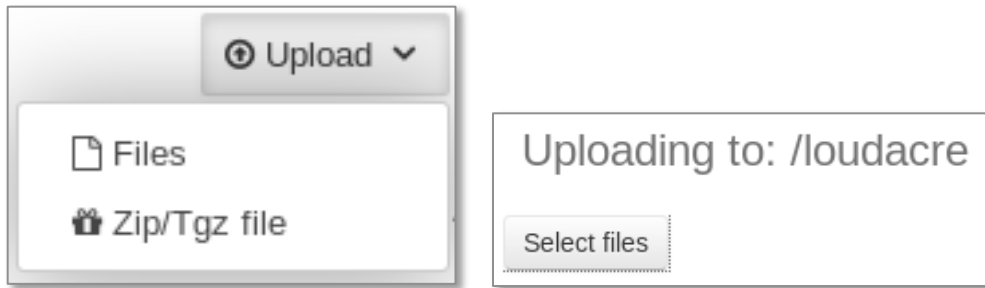 Upload
Files
Zip/Tgz file
Uploading to: /loudacre
Select files